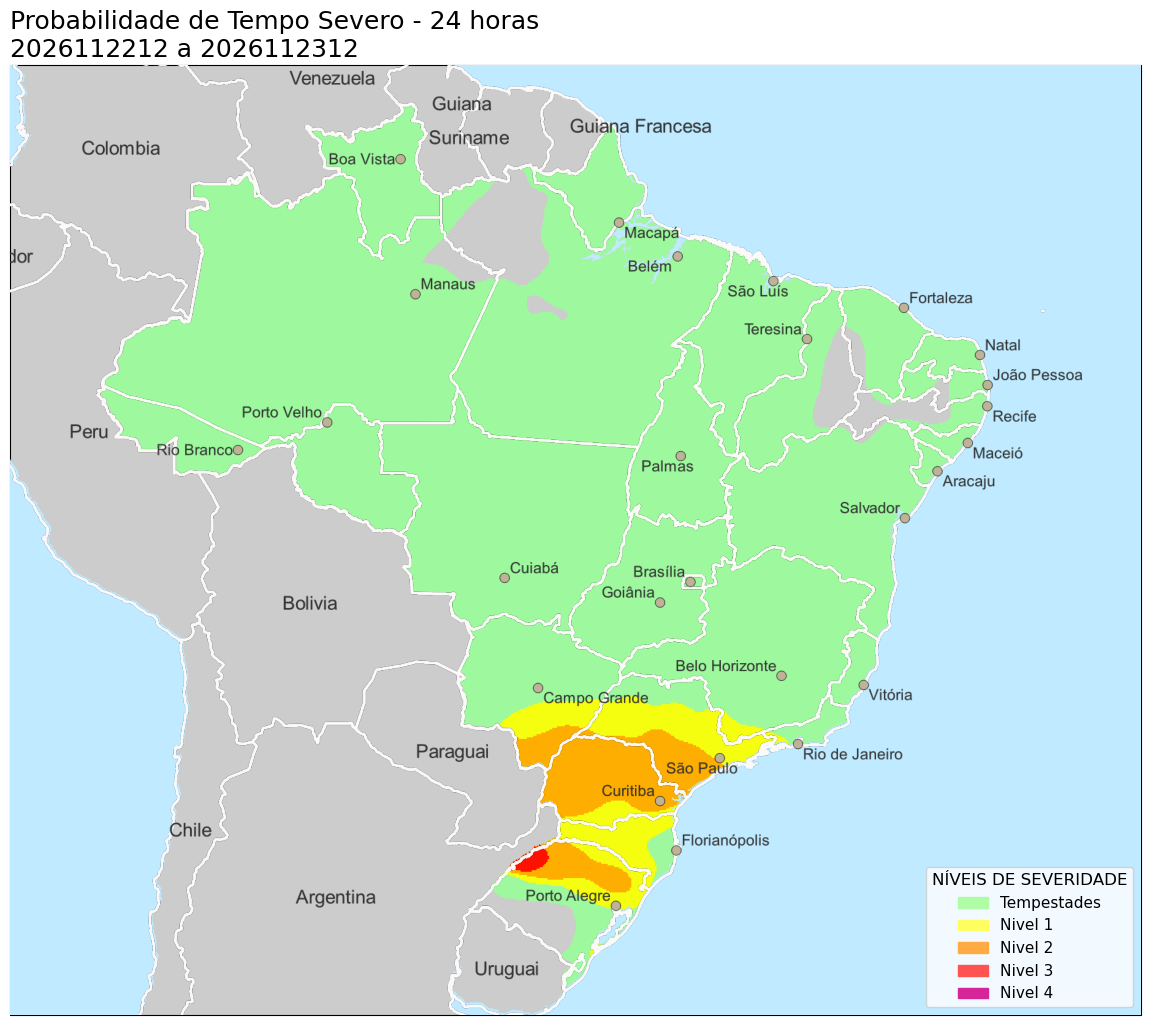 Probabilidade de Tempo Severo - 24 horas
2026112212 a 2026112312
Venezuela
Guiana
Suriname
Guiana Francesa
Colombia
Boa Vista
Macapá
dor
Belém
Manaus
São Luís
Fortaleza
Teresina
Natal
João Pessoa
Porto Velho
Recife
Peru
Rio Branco
Maceió
Palmas
Aracaju
Salvador
Cuiabá
Brasília
Goiânia
Bolivia
Belo Horizonte
Campo Grande
Vitória
Paraguai
Rio de Janeiro
São Paulo
Curitiba
Chile
Florianópolis
Argentina
Porto Alegre
Uruguai
NÍVEIS DE SEVERIDADE
Tempestades
Nivel 1
Nivel 2
Nivel 3
Nivel 4